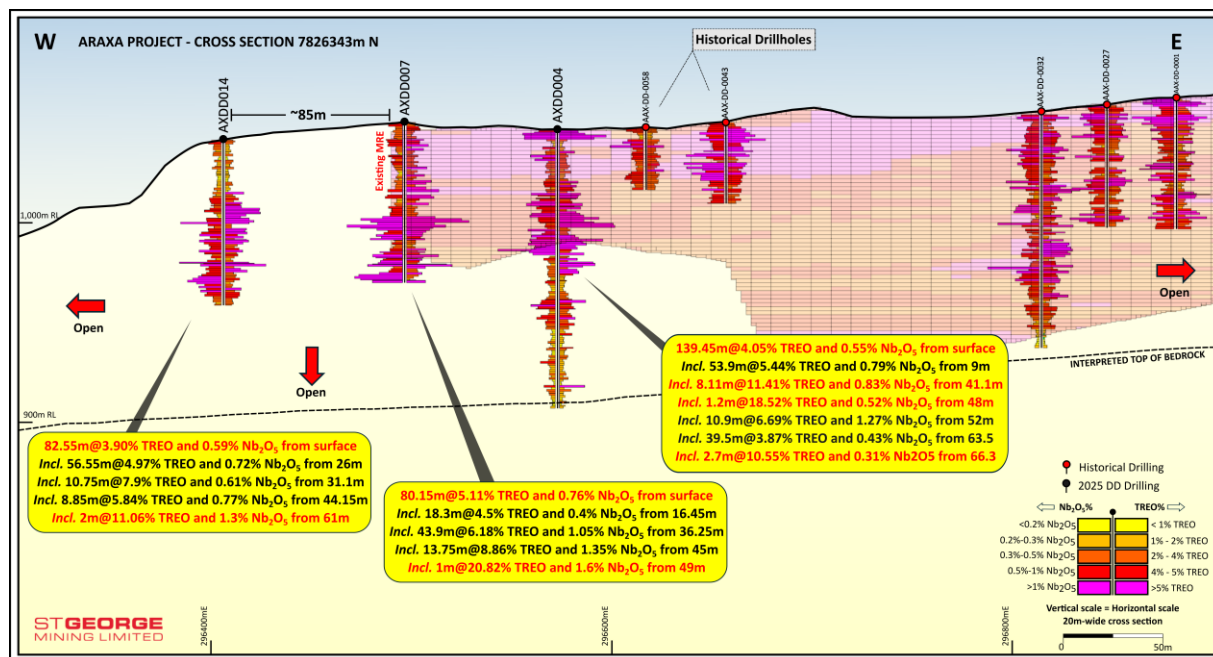 W ARAXA PROJECT - CROSS SECTION 7826343m N
E
Historical Drillholes
AXDD014
~85m
AXDD007
AXDD004
AAX-DD-0058
AAX-DD-0043
AAX-DD-0032
AAX-DD-0027
AAX-DD-0001
Existing MRE
1,000m RL
Open
Open
Open
INTERPRETED TOP OF BEDROCK
900m RL
82.55m@3.90% TREO and 0.59% Nb₂O₅ from surface
Incl. 56.55m@4.97% TREO and 0.72% Nb₂O₅ from 26m
Incl. 10.75m@7.9% TREO and 0.61% Nb₂O₅ from 31.1m
Incl. 8.85m@5.84% TREO and 0.77% Nb₂O₅ from 44.15m
Incl. 2m@11.06% TREO and 1.3% Nb₂O₅ from 61m
80.15m@5.11% TREO and 0.76% Nb₂O₅ from surface
Incl. 18.3m@4.5% TREO and 0.4% Nb₂O₅ from 16.45m
Incl. 43.9m@6.18% TREO and 1.05% Nb₂O₅ from 36.25m
Incl. 13.75m@8.86% TREO and 1.35% Nb₂O₅ from 45m
Incl. 1m@20.82% TREO and 1.6% Nb₂O₅ from 49m
139.45m@4.05% TREO and 0.55% Nb₂O₅ from surface
Incl. 53.9m@5.44% TREO and 0.79% Nb₂O₅ from 9m
Incl. 8.11m@11.41% TREO and 0.83% Nb₂O₅ from 41.1m
Incl. 1.2m@18.52% TREO and 0.52% Nb₂O₅ from 48m
Incl. 10.9m@6.69% TREO and 1.27% Nb₂O₅ from 52m
Incl. 39.5m@3.87% TREO and 0.43% Nb₂O₅ from 63.5
Incl. 2.7m@10.55% TREO and 0.31% Nb2O5 from 66.3
Historical Drilling
2025 DD Drilling
Nb₂O₅% TREO%
<0.2% Nb₂O₅ < 1% TREO
0.2%-0.3% Nb₂O₅ 1% - 2% TREO
0.3%-0.5% Nb₂O₅ 2% - 4% TREO
0.5%-1% Nb₂O₅ 4% - 5% TREO
>1% Nb₂O₅ >5% TREO
Vertical scale = Horizontal scale
20m-wide cross section
0 50m
296400mE
296600mE
296800mE
STGEORGE
MINING LIMITED